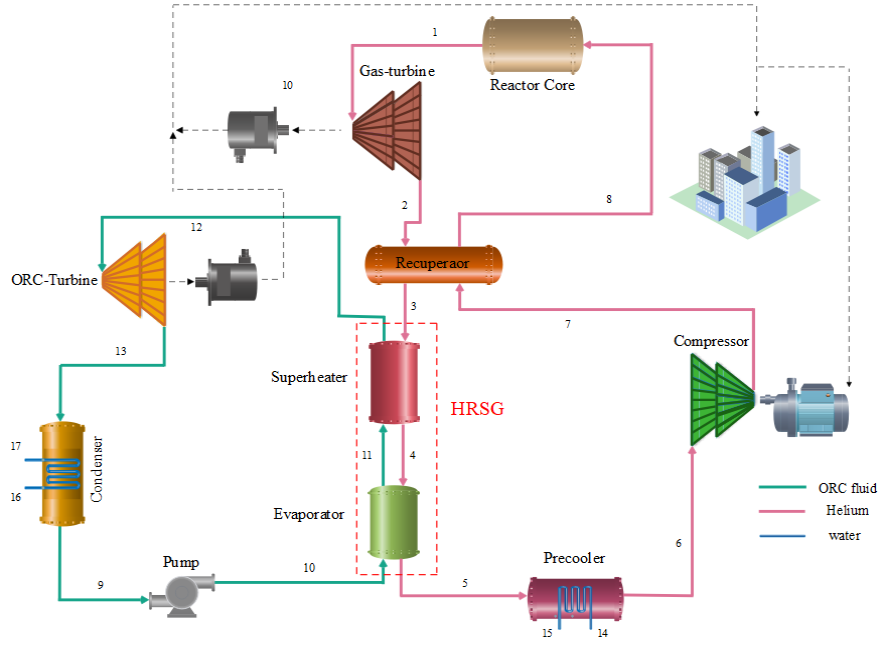 1
Gas-turbine
Reactor Core
10
2
8
12
Recuperaor
ORC-Turbine
3
7
13
Compressor
Superheater
HRSG
17
Condenser
11
4
16
ORC fluid
Helium
water
Evaporator
6
Pump
Precooler
9
10
5
15
14